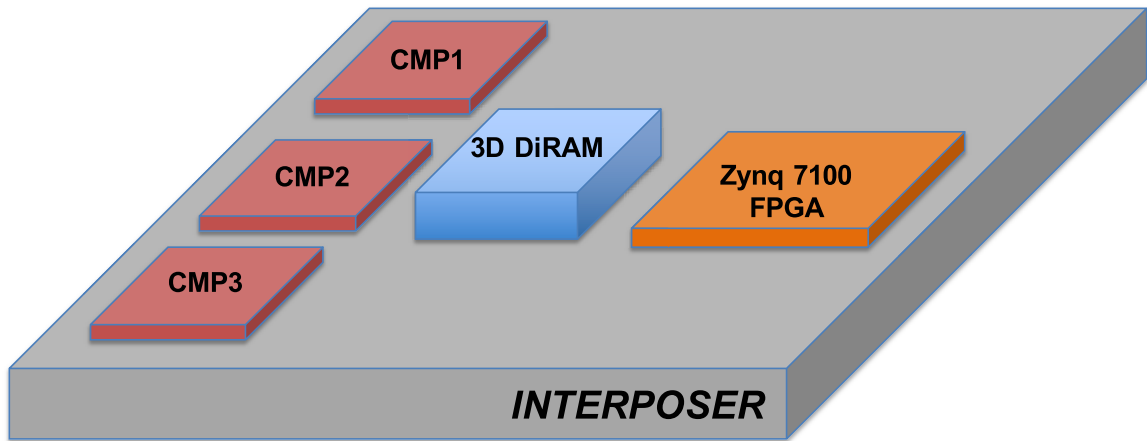 CMP1
3D DiRAM
CMP2
Zynq 7100
FPGA
CMP3
INTERPOSER